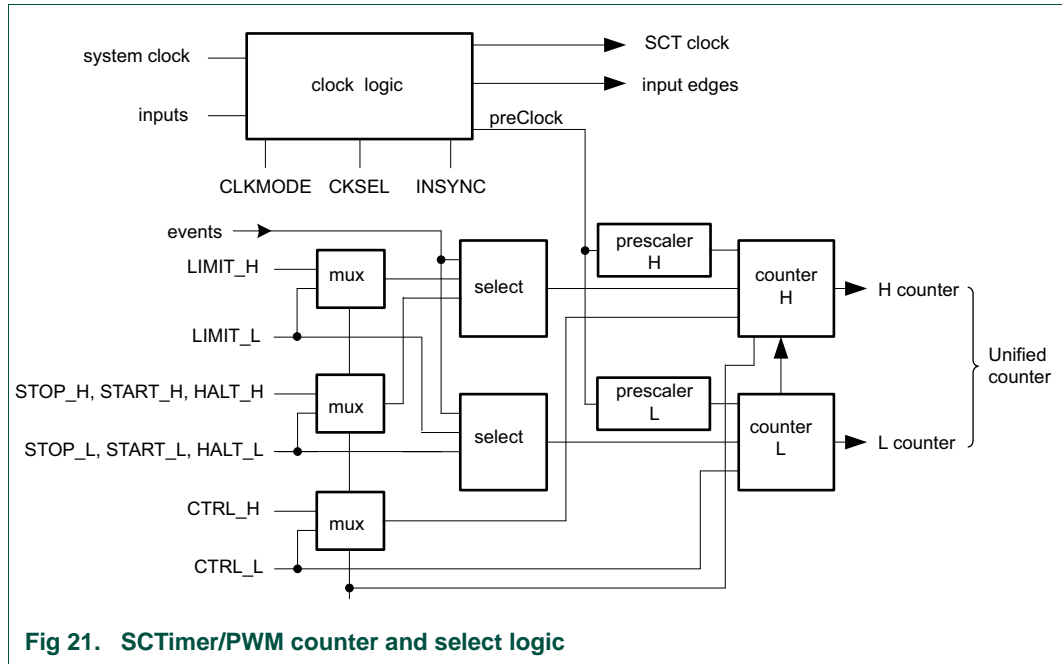 system clock
inputs
clock logic
SCT clock
input edges
preClock
CLKMODE
CKSEL
INSYNC
events
LIMIT_H
mux
select
prescaler
H
counter
H
H counter
LIMIT_L
STOP_H, START_H, HALT_H
mux
STOP_L, START_L, HALT_L
select
prescaler
L
counter
L
L counter
Unified
counter
CTRL_H
mux
CTRL_L
Fig 21. SCTimer/PWM counter and select logic